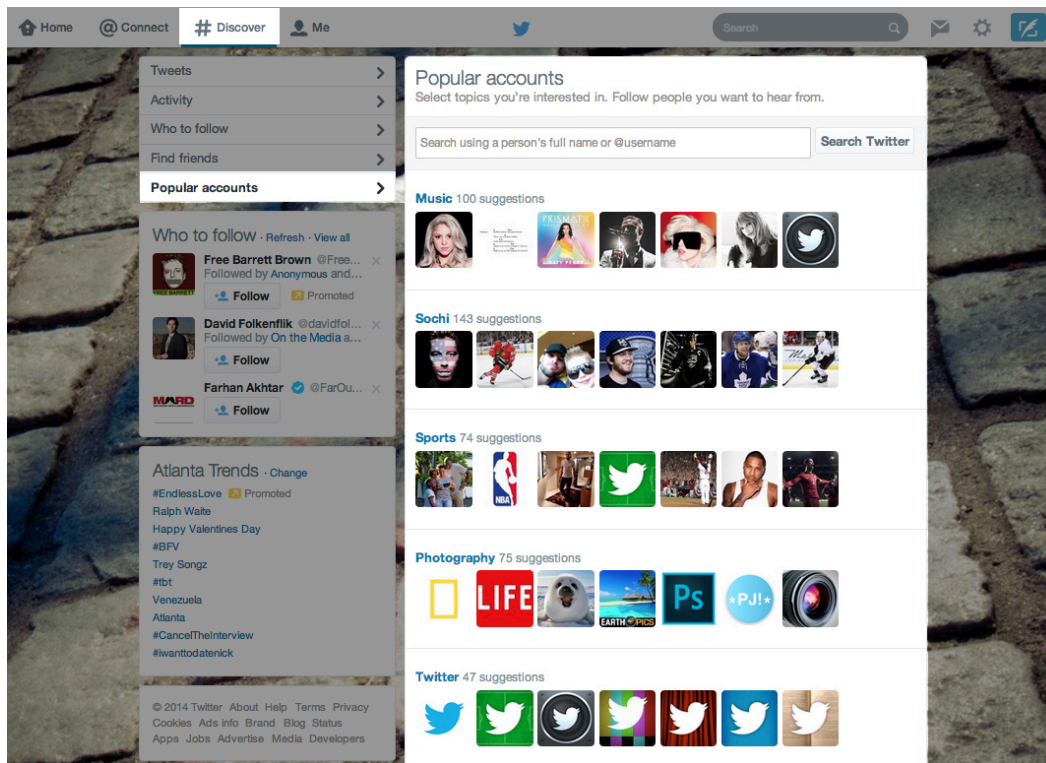 Home
Connect
Discover
Me
Search
Tweets
Activity
Who to follow
Find friends
Popular accounts
Who to follow · Refresh · View all
Free Barrett Brown @Free...
Followed by Anonymous and...
Follow
Promoted
FREE BARRETT
David Folkenflik @davidfol...
Followed by On the Media a...
Follow
Farhan Akhtar @FarOu...
MARD
Follow
Atlanta Trends · Change
#EndlessLove Promoted
Ralph Waite
Happy Valentines Day
#BFV
Trey Songz
#tbt
Venezuela
Atlanta
#CancelTheInterview
#iwanttodatenick
© 2014 Twitter About Help Terms Privacy
Cookies Ads info Brand Blog Status
Apps Jobs Advertise Media Developers
Popular accounts
Select topics you're interested in. Follow people you want to hear from.
Search using a person's full name or @username
Search Twitter
Music 100 suggestions
PRISMATIC
KATY PERRY
Sochi 143 suggestions
Sports 74 suggestions
NBA
Photography 75 suggestions
LIFE
EARTH PICS
Ps
*PJ!*
Twitter 47 suggestions